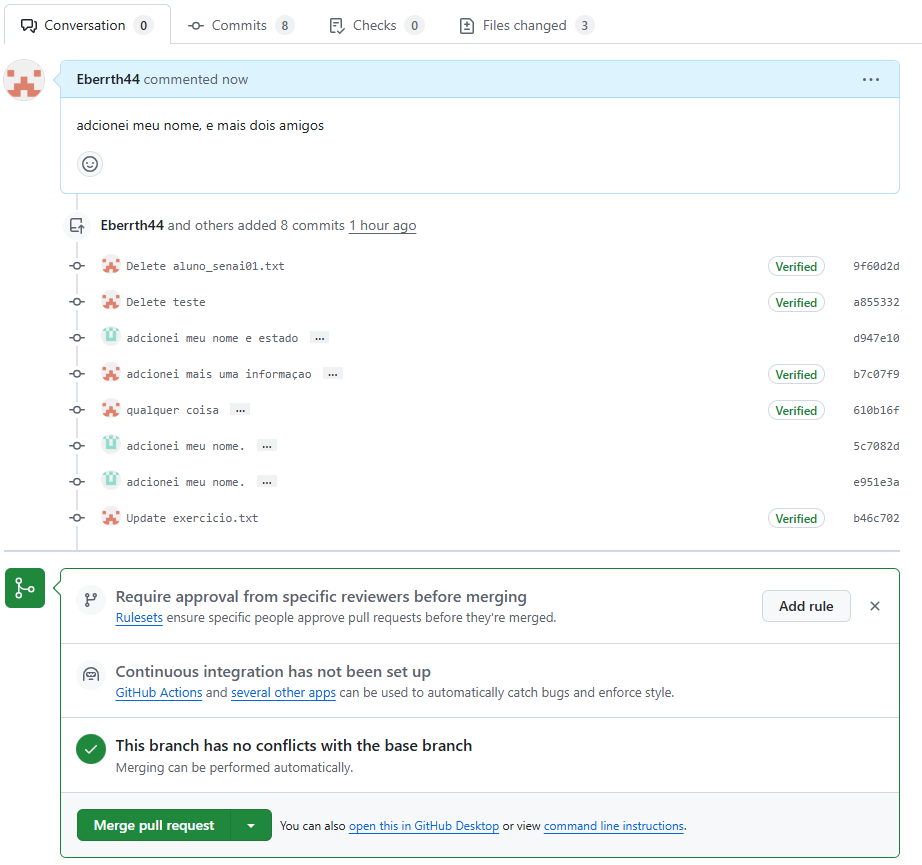 Conversation 0 Commits 8 Checks 0 Files changed 3
Eberrth44 commented now ...
adcionei meu nome, e mais dois amigos
Eberrth44 and others added 8 commits 1 hour ago
Delete aluno_senai01.txt Verified 9f60d2d
Delete teste Verified a855332
adcionei meu nome e estado ... d947e10
adcionei mais uma informaçao ... Verified b7c07f9
qualquer coisa ... Verified 610b16f
adcionei meu nome. ... 5c7082d
adcionei meu nome. ... e951e3a
Update exercicio.txt Verified b46c702
Require approval from specific reviewers before merging
Rulesets ensure specific people approve pull requests before they're merged.
Add rule
Continuous integration has not been set up
GitHub Actions and several other apps can be used to automatically catch bugs and enforce style.
This branch has no conflicts with the base branch
Merging can be performed automatically.
Merge pull request You can also open this in GitHub Desktop or view command line instructions.